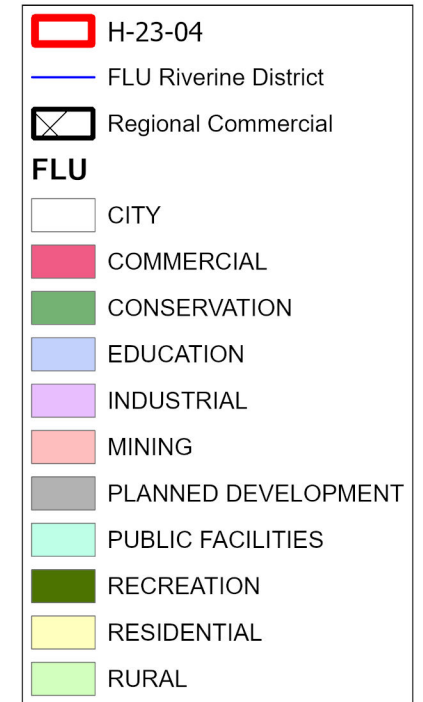 H-23-04
FLU Riverine District
Regional Commercial
FLU
CITY
COMMERCIAL
CONSERVATION
EDUCATION
INDUSTRIAL
MINING
PLANNED DEVELOPMENT
PUBLIC FACILITIES
RECREATION
RESIDENTIAL
RURAL